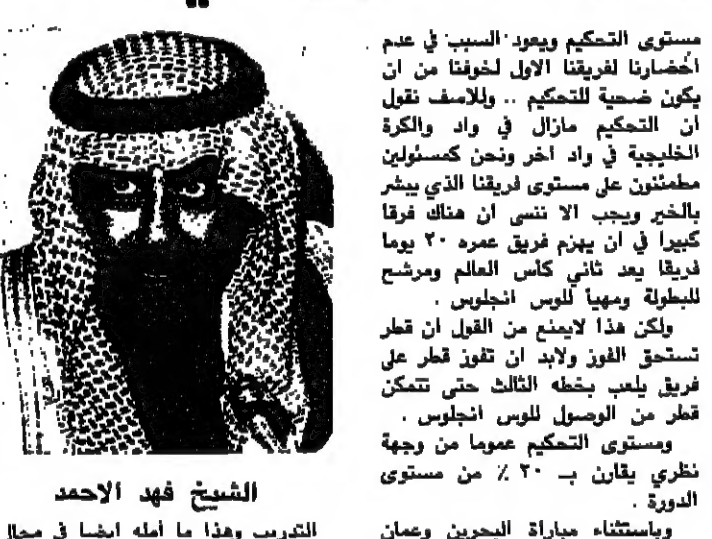 مستوى التحكيم ويعود السبب في عدم
احضارنا لفريقنا الاول لخوفنا من ان
يكون ضحية للتحكيم .. وللاسف نقول
ان التحكيم مازال في واد والكرة
الخليجية في واد اخر ونحن كمسئولين
مطمئنون على مستوى فريقنا الذي يبشر
بالخير ويجب الا ننسى ان هناك فرقا
كبيرا في ان يهزم فريق عمره ٢٠ يوما
فريقا يعد ثاني كأس العالم ومرشح
للبطولة ومهيأ للوس انجلوس .
ولكن هذا لايمنع من القول ان قطر
تستحق الفوز ولابد ان تفوز قطر على
فريق يلعب بخطه الثالث حتى تتمكن
قطر من الوصول للوس انجلوس .
ومستوى التحكيم عموما من وجهة
نظري يقارن بـ ٢٠ ٪ من مستوى
الدورة .
وباستثناء مباراة البحرين وعمان
الشيخ فهد الاحمد
التدريب وهذا ما أمله ايضا في مجال